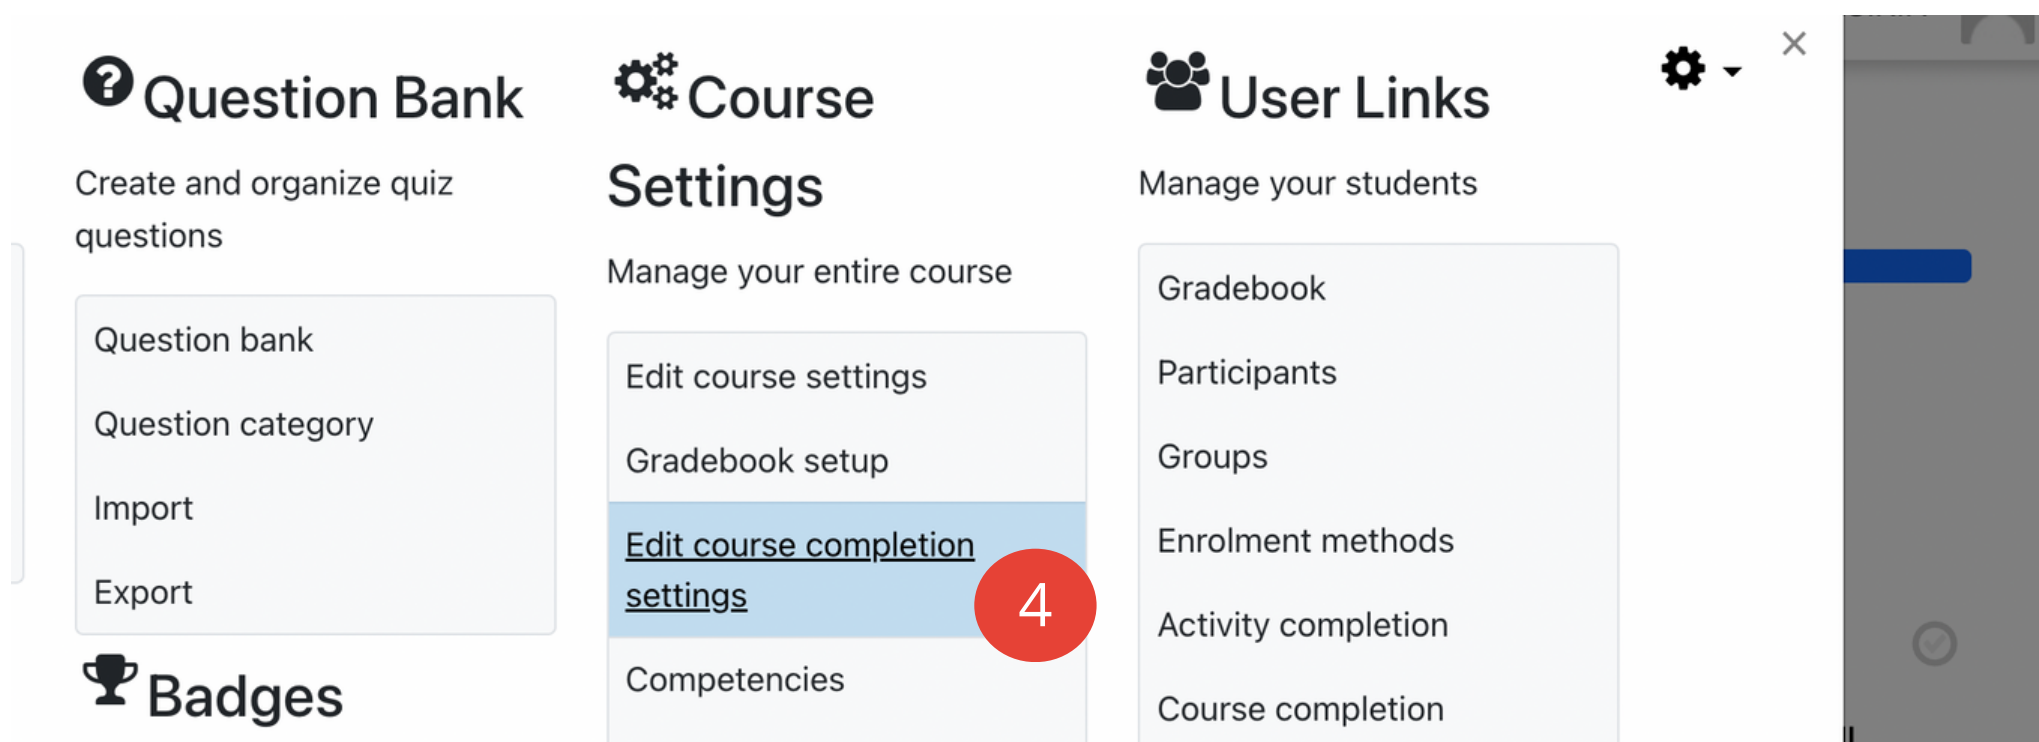 Question Bank
Create and organize quiz
questions
Question bank
Question category
Import
Export
Badges
Course
Settings
Manage your entire course
Edit course settings
Gradebook setup
Edit course completion
settings
4
Competencies
User Links
Manage your students
Gradebook
Participants
Groups
Enrolment methods
Activity completion
Course completion